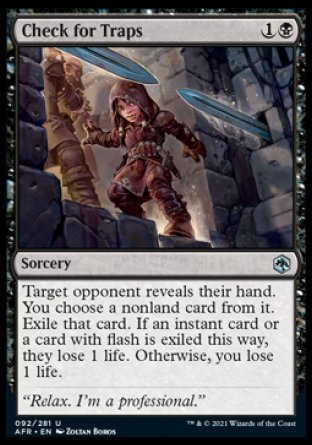 Check for Traps 1
Sorcery
Target opponent reveals their hand.
You choose a nonland card from it.
Exile that card. If an instant card or
a card with flash is exiled this way,
they lose 1 life. Otherwise, you lose
1 life.
“Relax. I’m a professional.”
092/281 U
AFR • EN Zoltan Boros
™ & © 2021 Wizards of the Coast